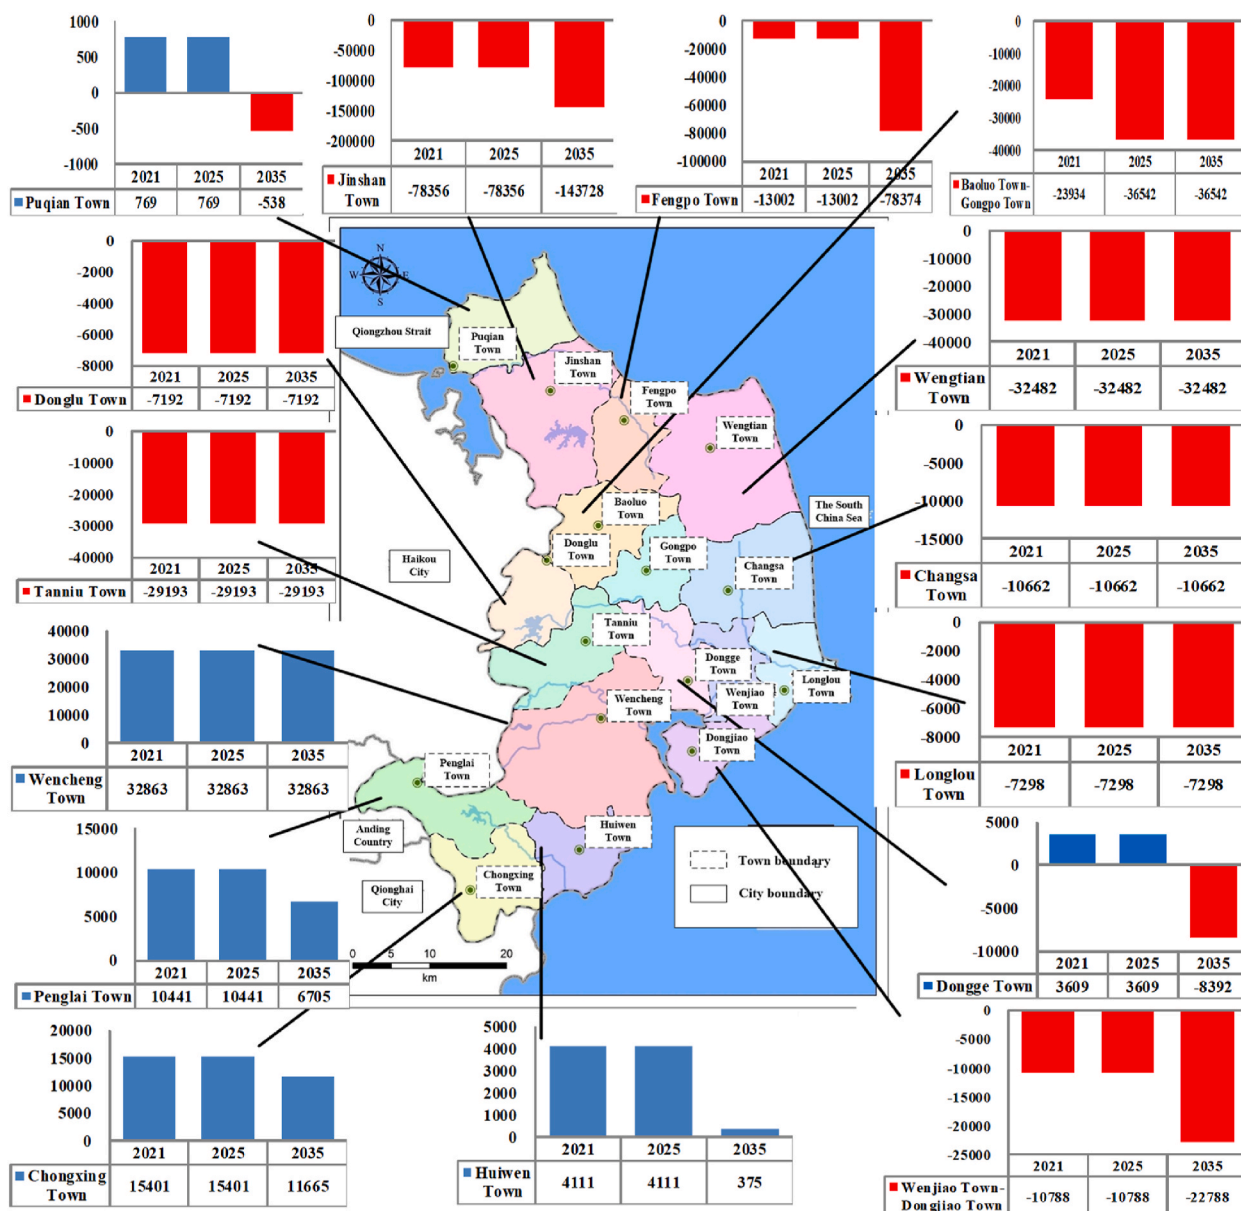 1000
500
0
-500
-1000
2021 2025 2035
Puqian Town 769 769 -538
0
-50000
-100000
-150000
-200000
2021 2025 2035
Jinshan
Town
-78356 -78356 -143728
0
-20000
-40000
-60000
-80000
-100000
2021 2025 2035
Fengpo Town -13002 -13002 -78374
0
-10000
-20000
-30000
-40000
2021 2025 2035
Baoluo Town-
Gongpo Town
-23934 -36542 -36542
0
-2000
-4000
-6000
-8000
2021 2025 2035
Donglu Town -7192 -7192 -7192
0
-10000
-20000
-30000
-40000
2021 2025 2035
Wengtian
Town
-32482 -32482 -32482
0
-10000
-20000
-30000
-40000
2021 2025 2035
Tanniu Town -29193 -29193 -29193
0
-5000
-10000
-15000
2021 2025 2035
Changsa
Town
-10662 -10662 -10662
40000
30000
20000
10000
0
2021 2025 2035
Wencheng
Town
32863 32863 32863
0
-2000
-4000
-6000
-8000
2021 2025 2035
Longlou
Town
-7298 -7298 -7298
15000
10000
5000
0
2021 2025 2035
Penglai Town 10441 10441 6705
5000
0
-5000
-10000
2021 2025 2035
Dongge Town 3609 3609 -8392
20000
15000
10000
5000
0
2021 2025 2035
Chongxing
Town
15401 15401 11665
5000
4000
3000
2000
1000
0
2021 2025 2035
Huiwen
Town
4111 4111 375
0
-5000
-10000
-15000
-20000
-25000
2021 2025 2035
Wenjiao Town-
Dongjiao Town
-10788 -10788 -22788
N
W E
S
Qiongzhou Strait
Puqian
Town
Jinshan
Town
Fengpo
Town
Wengtian
Town
Baoluo
Town
The South
China Sea
Donglu
Town
Gongpo
Town
Haikou
City
Changsa
Town
Tanniu
Town
Dongge
Town
Longlou
Town
Wenjiao
Town
Wencheng
Town
Dongjiao
Town
Penglai
Town
Anding
Country
Huiwen
Town
Chongxing
Town
Qionghai
City
Town boundary
City boundary
0 5 10 20
km